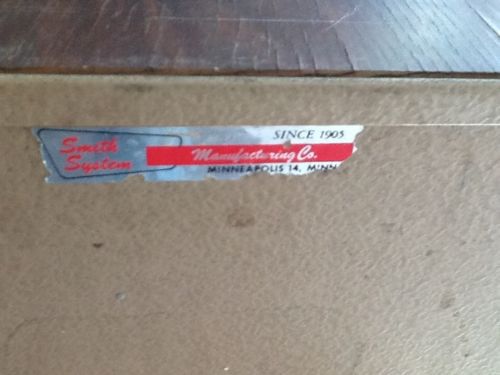 Smith
System
SINCE 1905
Manufacturing Co.
MINNEAPOLIS 14, MINN